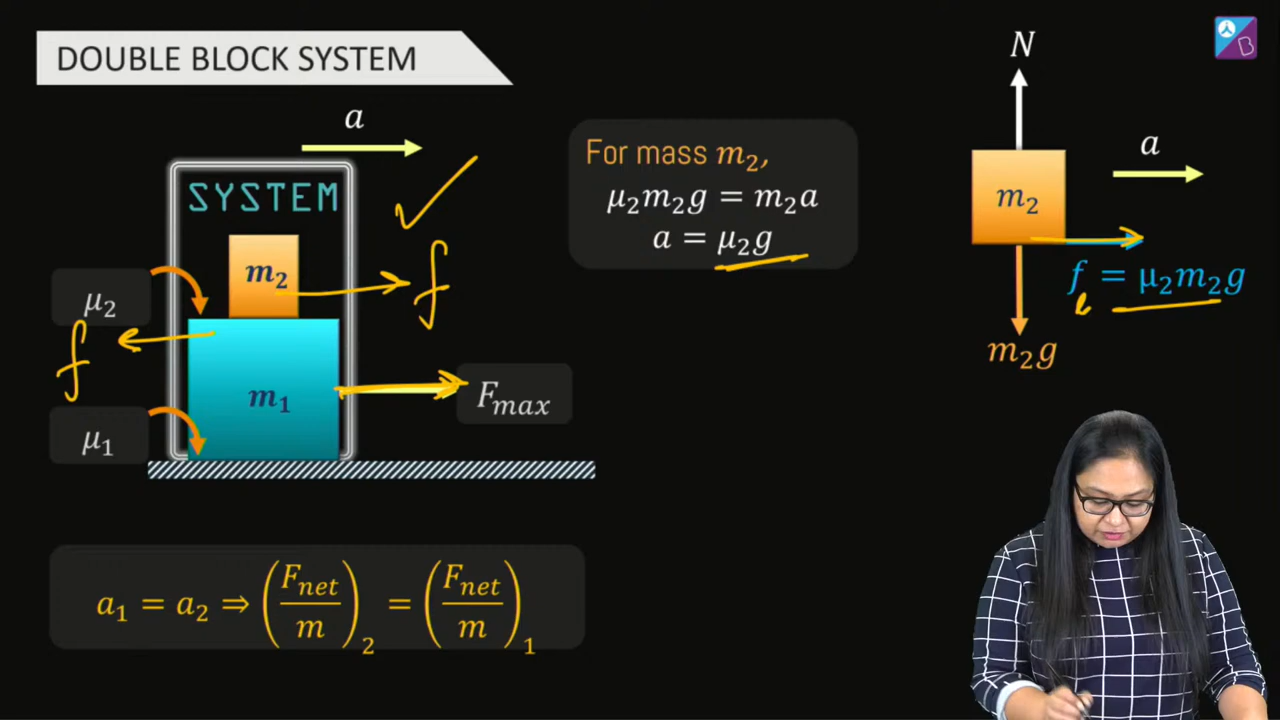 DOUBLE BLOCK SYSTEM
a
SYSTEM
m₂
f
μ₂
f
m₁
F_max
μ₁
For mass m₂,
μ₂m₂g = m₂a
a = μ₂g
N
a
m₂
f = μ₂m₂g
m₂g
a₁ = a₂ ⇒ (F_net/m)₂ = (F_net/m)₁
B